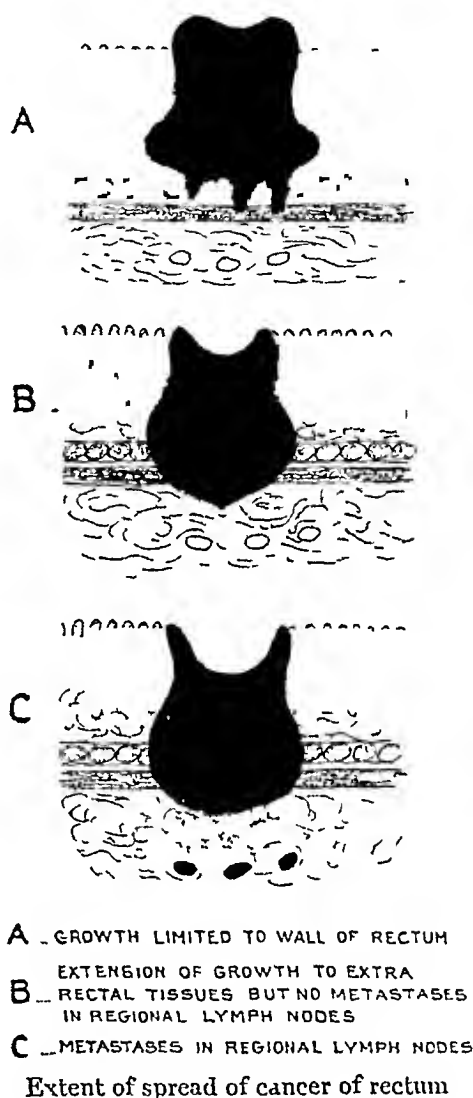 A
B
C
A _ GROWTH LIMITED TO WALL OF RECTUM
EXTENSION OF GROWTH TO EXTRA
B _ RECTAL TISSUES BUT NO METASTASES
IN REGIONAL LYMPH NODES
C _ METASTASES IN REGIONAL LYMPH NODES
Extent of spread of cancer of rectum